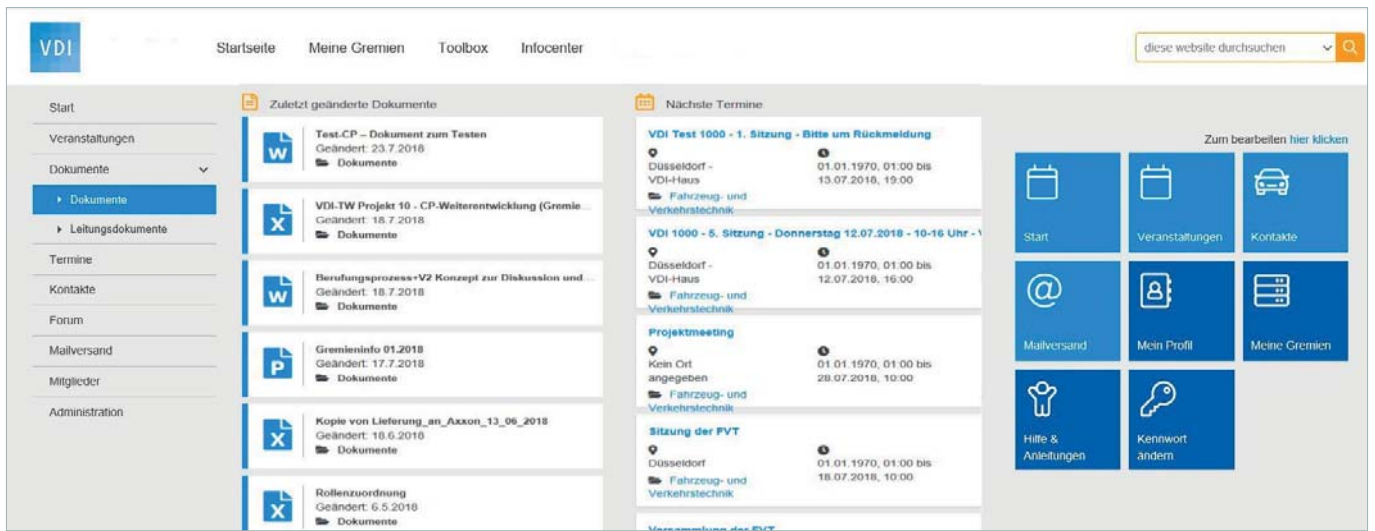 VDI
Startseite Meine Gremien Toolbox Infocenter
diese website durchsuchen
Start
Veranstaltungen
Dokumente
Dokumente
Leitungsdokumente
Termine
Kontakte
Forum
Mailversand
Mitglieder
Administration
Zuletzt geänderte Dokumente
Test-CP – Dokument zum Testen
Geändert: 23.7.2018
Dokumente
VDI-TW Projekt 10 - CP-Weiterentwicklung (Gremie...
Geändert: 18.7.2018
Dokumente
Berufungsprozess+V2 Konzept zur Diskussion und...
Geändert: 18.7.2018
Dokumente
Gremieninfo 01.2018
Geändert: 17.7.2018
Dokumente
Kopie von Lieferung_an_Axxon_13_06_2018
Geändert: 18.6.2018
Dokumente
Rollenzuordnung
Geändert: 6.5.2018
Dokumente
Nächste Termine
VDI Test 1000 - 1. Sitzung - Bitte um Rückmeldung
Düsseldorf -
VDI-Haus
01.01.1970, 01:00 bis
13.07.2018, 19:00
Fahrzeug- und
Verkehrstechnik
VDI 1000 - 5. Sitzung - Donnerstag 12.07.2018 - 10-16 Uhr -
Düsseldorf -
VDI-Haus
01.01.1970, 01:00 bis
12.07.2018, 16:00
Fahrzeug- und
Verkehrstechnik
Projektmeeting
Kein Ort
angegeben
01.01.1970, 01:00 bis
28.07.2018, 10:00
Fahrzeug- und
Verkehrstechnik
Sitzung der FVT
Düsseldorf
01.01.1970, 01:00 bis
18.07.2018, 10:00
Fahrzeug- und
Verkehrstechnik
Versammlung der FVT
Zum bearbeiten hier klicken
Start
Veranstaltungen
Kontakte
Mailversand
Mein Profil
Meine Gremien
Hilfe &
Anleitungen
Kennwort
ändern
W
X
W
P
X
X